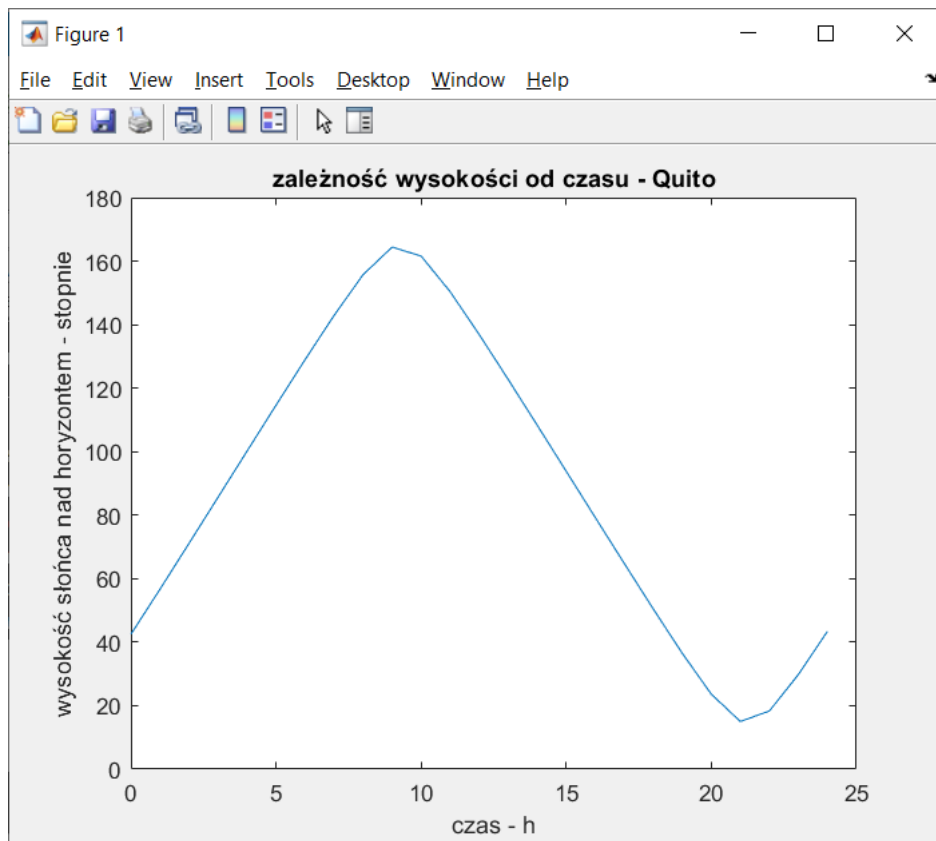 Figure 1
File Edit View Insert Tools Desktop Window Help
zależność wysokości od czasu - Quito
wysokość słońca nad horyzontem - stopnie
180
160
140
120
100
80
60
40
20
0
0 5 10 15 20 25
czas - h